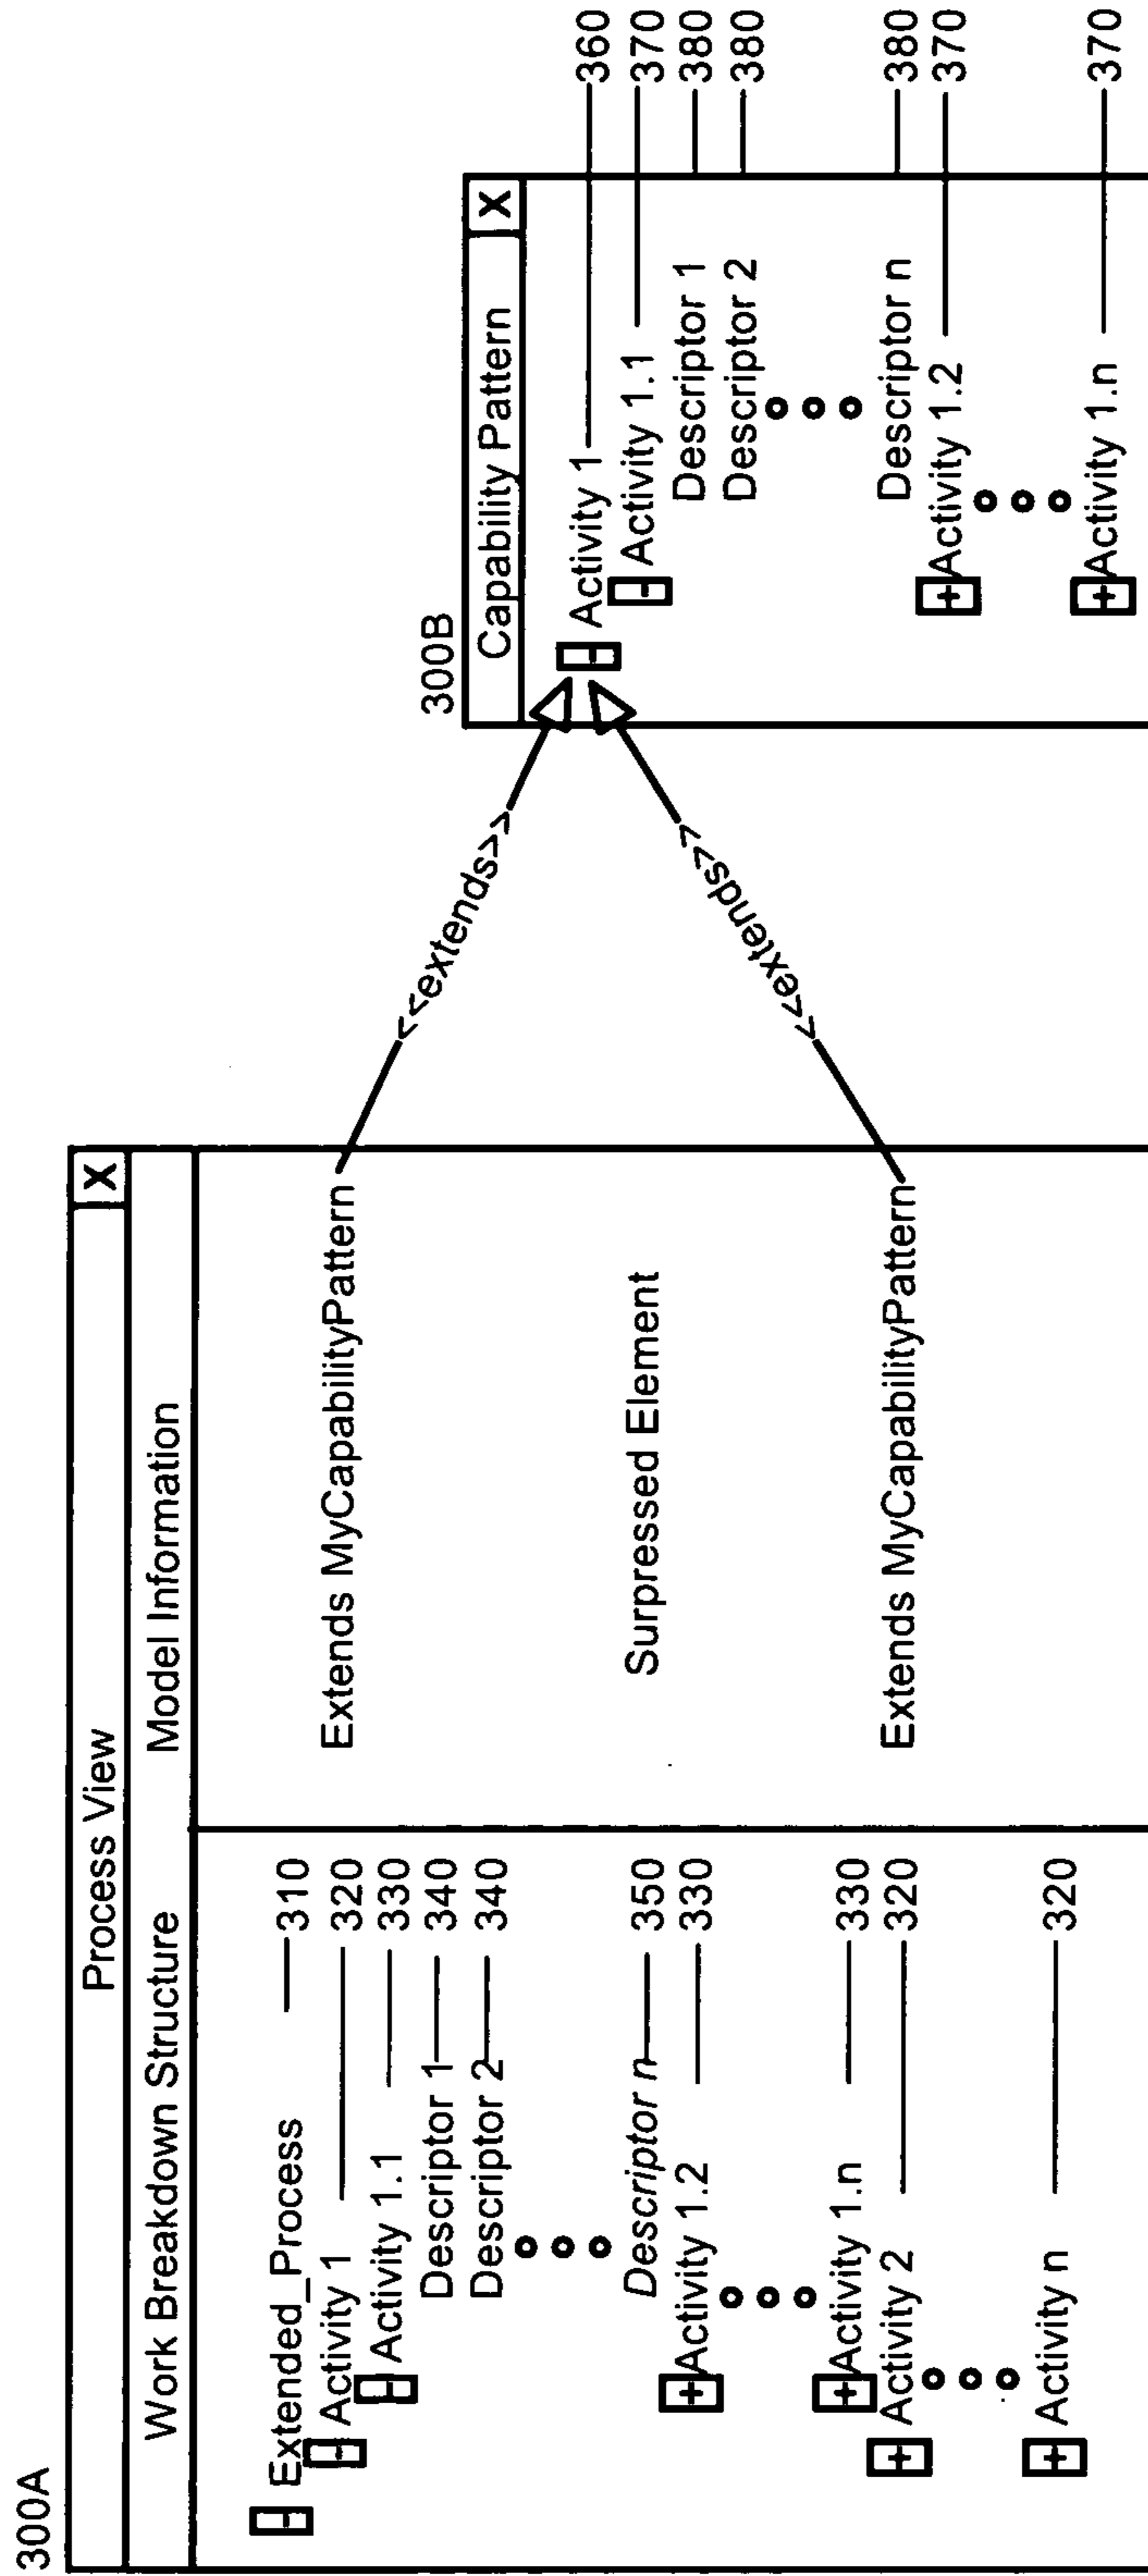 300A
Process View X
Work Breakdown Structure Model Information
- Extended_Process 310
- Activity 1 320 Extends MyCapabilityPattern
- Activity 1.1 330
Descriptor 1 340
Descriptor 2 340
Descriptor n 350 Surpressed Element
+ Activity 1.2 330
+ Activity 1.n 330
+ Activity 2 320 Extends MyCapabilityPattern
+ Activity n 320
<<extends>>
<<extends>>
300B
Capability Pattern X
- Activity 1 360
- Activity 1.1 370
Descriptor 1 380
Descriptor 2 380
Descriptor n 380
+ Activity 1.2 370
+ Activity 1.n 370